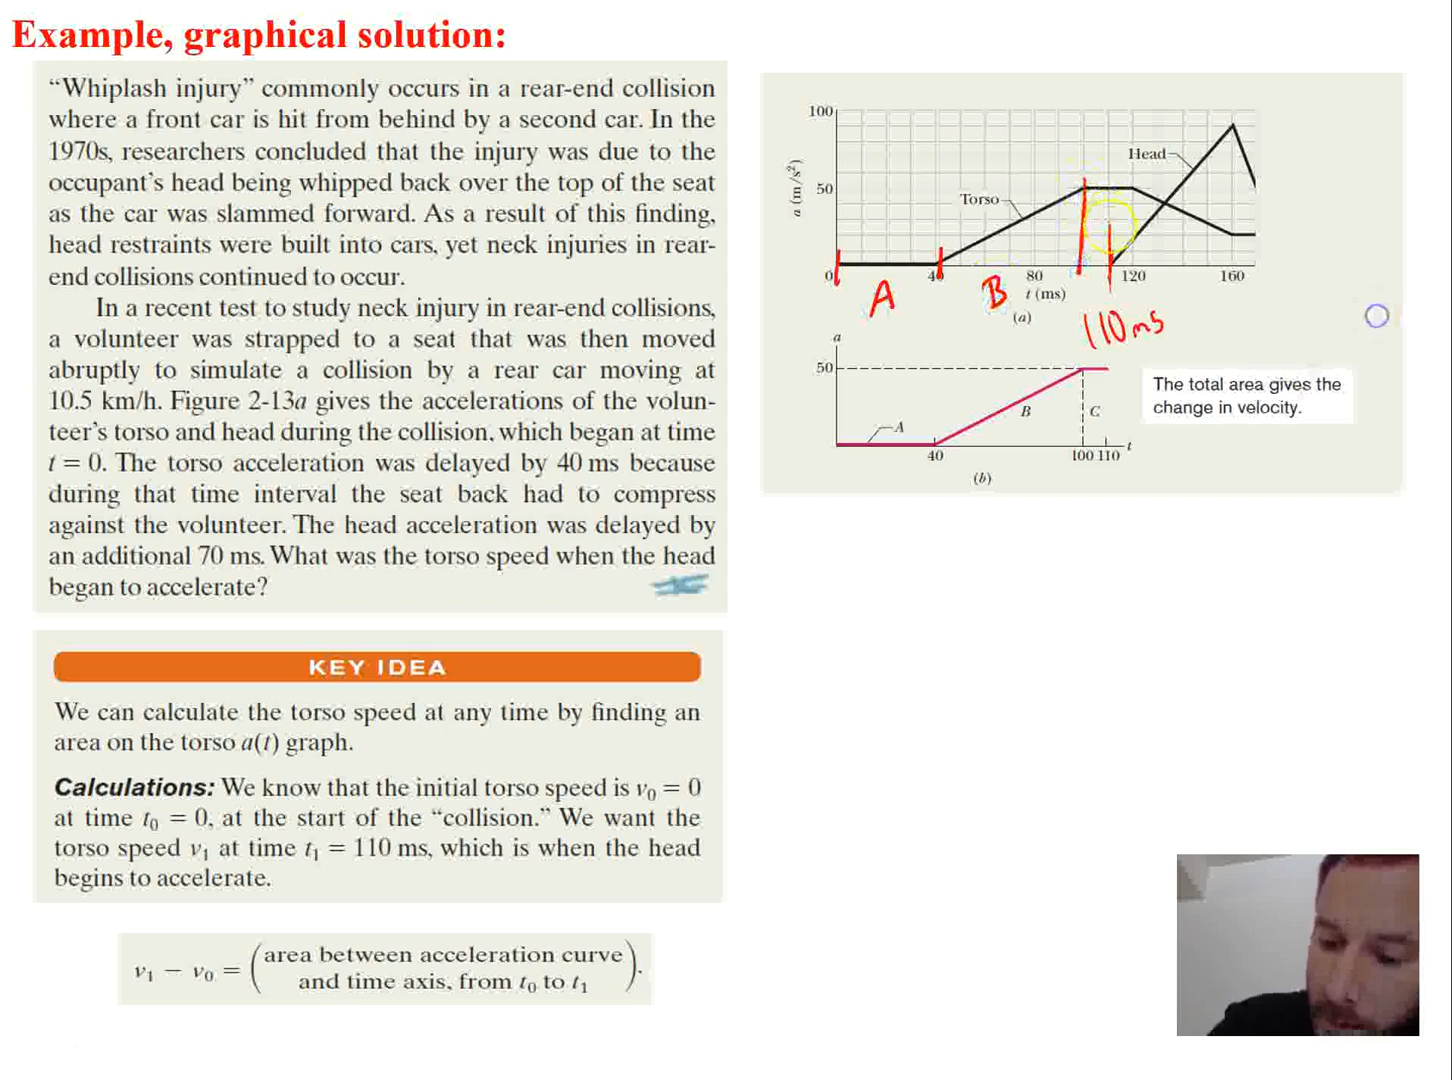 Example, graphical solution:
“Whiplash injury” commonly occurs in a rear-end collision
where a front car is hit from behind by a second car. In the
1970s, researchers concluded that the injury was due to the
occupant’s head being whipped back over the top of the seat
as the car was slammed forward. As a result of this finding,
head restraints were built into cars, yet neck injuries in rear-
end collisions continued to occur.
In a recent test to study neck injury in rear-end collisions,
a volunteer was strapped to a seat that was then moved
abruptly to simulate a collision by a rear car moving at
10.5 km/h. Figure 2-13a gives the accelerations of the volun-
teer’s torso and head during the collision, which began at time
t = 0. The torso acceleration was delayed by 40 ms because
during that time interval the seat back had to compress
against the volunteer. The head acceleration was delayed by
an additional 70 ms. What was the torso speed when the head
began to accelerate?
KEY IDEA
We can calculate the torso speed at any time by finding an
area on the torso a(t) graph.
Calculations: We know that the initial torso speed is v₀ = 0
at time t₀ = 0, at the start of the “collision.” We want the
torso speed v₁ at time t₁ = 110 ms, which is when the head
begins to accelerate.
v₁ − v₀ = (area between acceleration curve
and time axis, from t₀ to t₁).
100
a (m/s²)
Head
50
Torso
0 40 80 120 160
A B
t (ms)
(a)
110 ms
a
50
B C
A
40 100 110 t
(b)
The total area gives the
change in velocity.